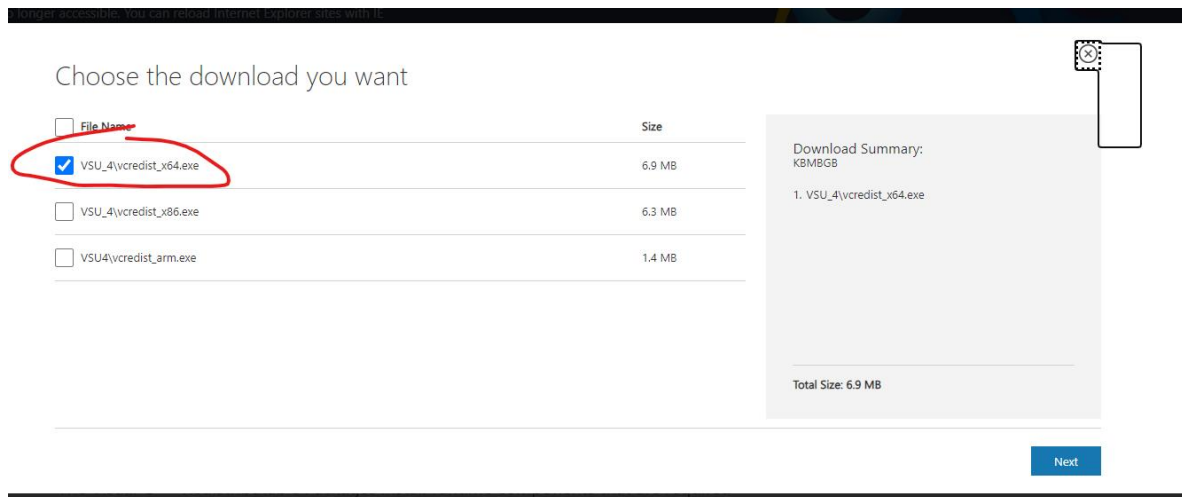 longer accessible. You can reload Internet Explorer sites with IE
Choose the download you want
File Name Size
VSU_4\vcredist_x64.exe 6.9 MB
VSU_4\vcredist_x86.exe 6.3 MB
VSU4\vcredist_arm.exe 1.4 MB
Download Summary:
KBMBGB
1. VSU_4\vcredist_x64.exe
Total Size: 6.9 MB
Next